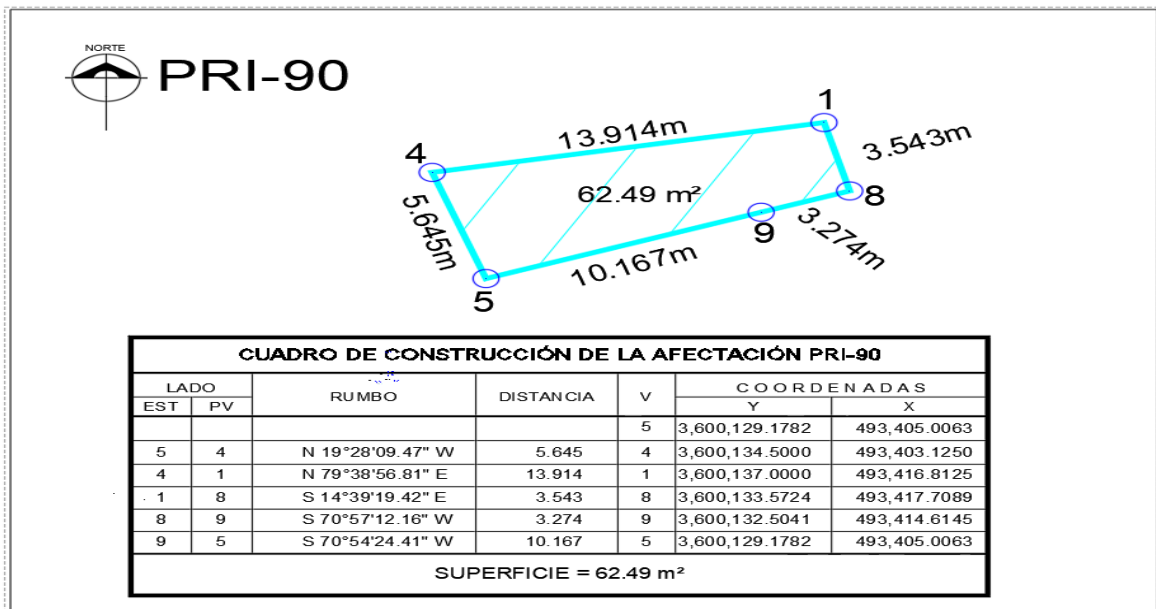 NORTE
PRI-90
1
13.914m
3.543m
4
62.49 m²
8
5.645m
9
3.274m
10.167m
5
CUADRO DE CONSTRUCCIÓN DE LA AFECTACIÓN PRI-90
LADO RUMBO DISTANCIA V COORDENADAS
EST PV Y X
5 3,600,129.1782 493,405.0063
5 4 N 19°28'09.47" W 5.645 4 3,600,134.5000 493,403.1250
4 1 N 79°38'56.81" E 13.914 1 3,600,137.0000 493,416.8125
1 8 S 14°39'19.42" E 3.543 8 3,600,133.5724 493,417.7089
8 9 S 70°57'12.16" W 3.274 9 3,600,132.5041 493,414.6145
9 5 S 70°54'24.41" W 10.167 5 3,600,129.1782 493,405.0063
SUPERFICIE = 62.49 m²